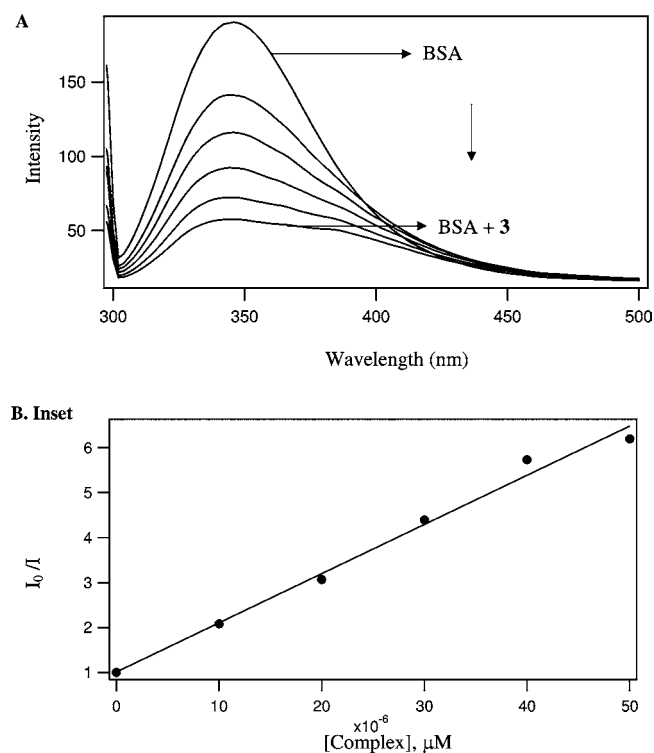 A
BSA
150
100
50
Intensity
BSA + 3
300
350
400
450
500
Wavelength (nm)
B. Inset
6
5
4
3
2
1
I0 /I
0
10
20
30
40
50
x10-6
[Complex], μM